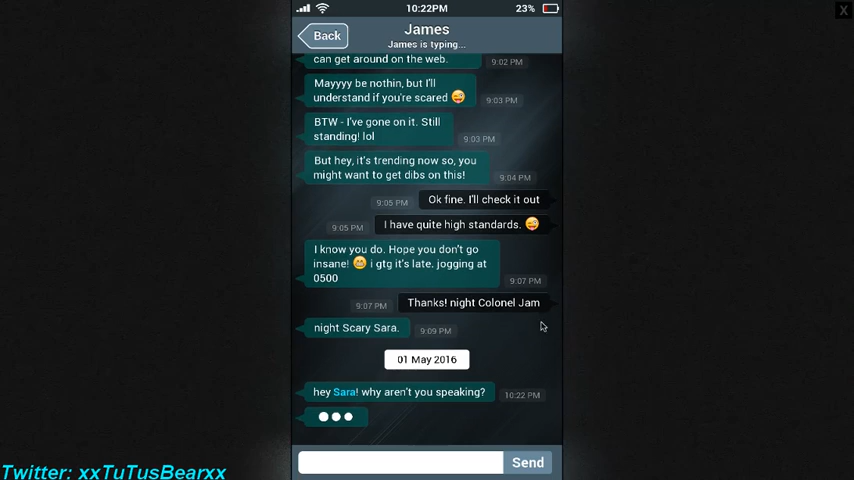 10:22PM
23%
X
Back
James
James is typing...
can get around on the web.
9:02 PM
Mayyyy be nothin, but I'll
understand if you're scared 😜
9:03 PM
BTW - I've gone on it. Still
standing! lol
9:03 PM
But hey, it's trending now so, you
might want to get dibs on this!
9:04 PM
9:05 PM
Ok fine. I'll check it out
9:05 PM
I have quite high standards. 😜
I know you do. Hope you don't go
insane! 😁 i gtg it's late. jogging at
0500
9:07 PM
9:07 PM
Thanks! night Colonel Jam
night Scary Sara.
9:09 PM
01 May 2016
hey Sara! why aren't you speaking?
10:22 PM
Send
Twitter: xxTuTusBearxx